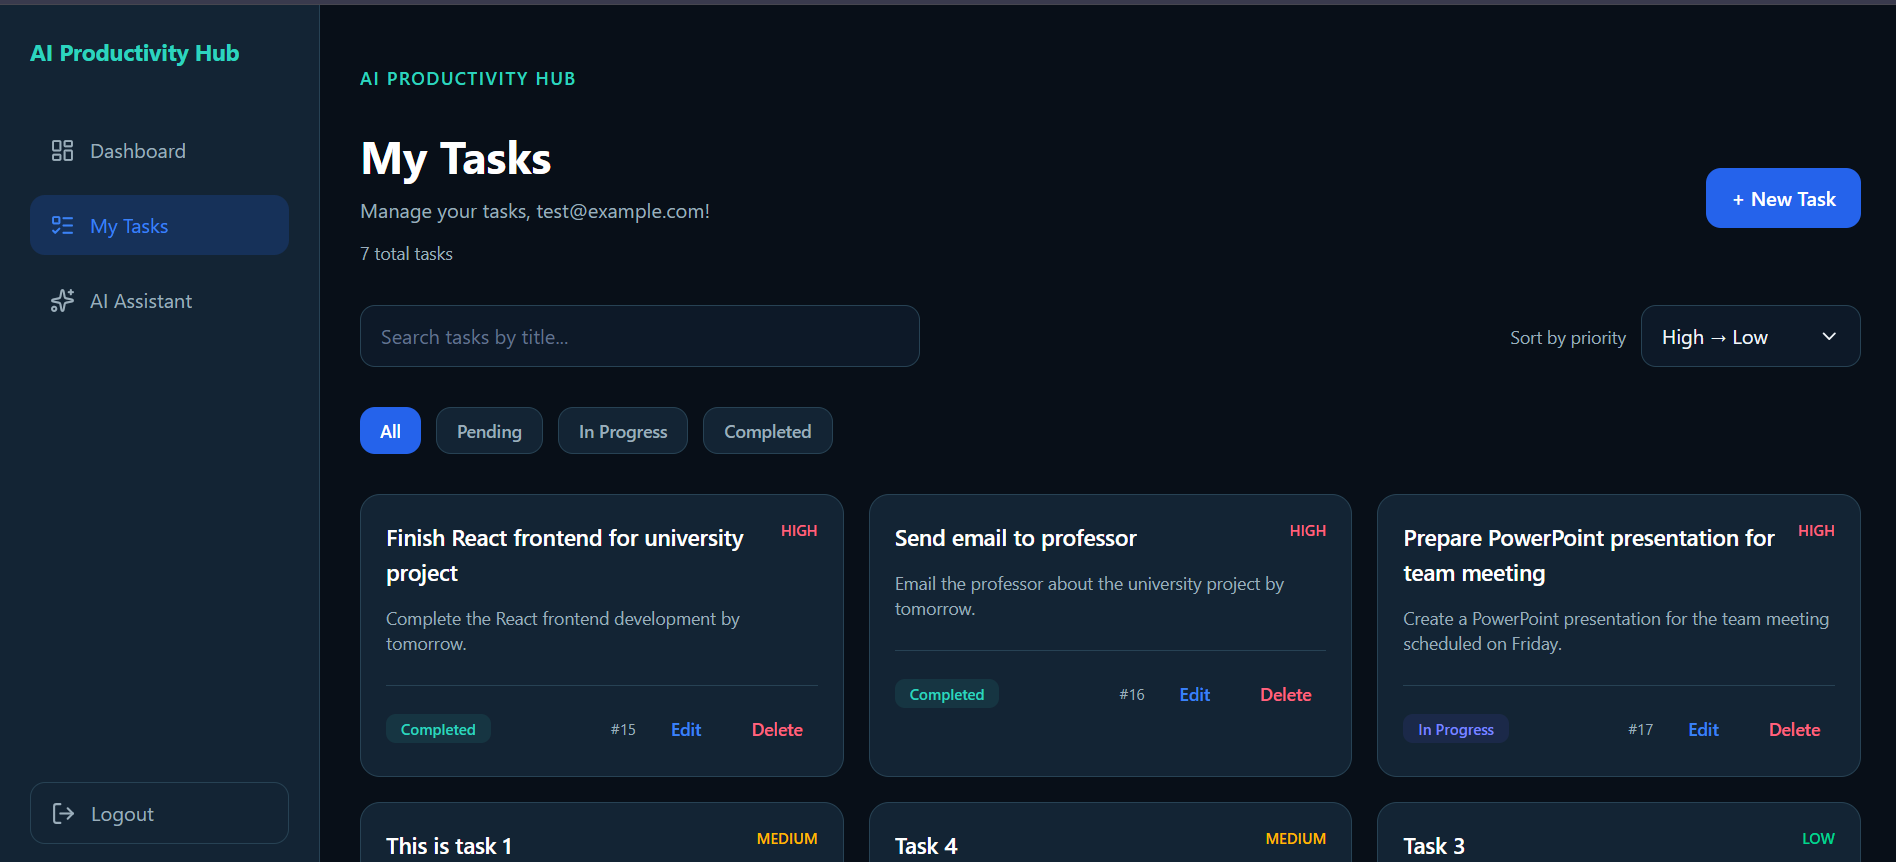 AI Productivity Hub
Dashboard
My Tasks
AI Assistant
Logout
AI PRODUCTIVITY HUB
My Tasks
Manage your tasks, test@example.com!
7 total tasks
+ New Task
Search tasks by title...
Sort by priority
High → Low
All
Pending
In Progress
Completed
Finish React frontend for university
project
HIGH
Complete the React frontend development by
tomorrow.
Completed
#15
Edit
Delete
Send email to professor
HIGH
Email the professor about the university project by
tomorrow.
Completed
#16
Edit
Delete
Prepare PowerPoint presentation for
team meeting
HIGH
Create a PowerPoint presentation for the team meeting
scheduled on Friday.
In Progress
#17
Edit
Delete
This is task 1
MEDIUM
Task 4
MEDIUM
Task 3
LOW